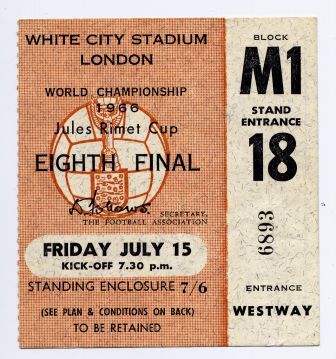 WHITE CITY STADIUM
LONDON
WORLD CHAMPIONSHIP
1966
Jules Rimet Cup
EIGHTH FINAL
SECRETARY,
THE FOOTBALL ASSOCIATION
FRIDAY JULY 15
KICK-OFF 7.30 p.m.
STANDING ENCLOSURE 7/6
(SEE PLAN & CONDITIONS ON BACK)
TO BE RETAINED
BLOCK
M1
STAND
ENTRANCE
18
6893
ENTRANCE
WESTWAY